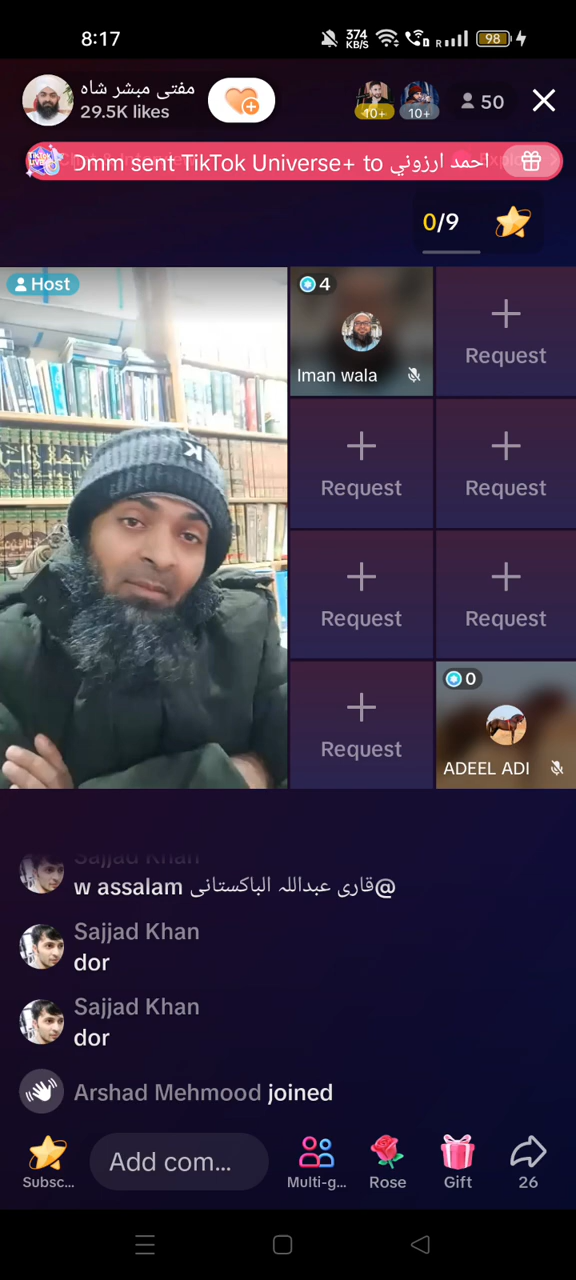 8:17
374
KB/S
R
98
مفتی مبشر شاہ
29.5K likes
10+
10+
50
Dmm sent TikTok Universe+ to احمد ارزوني
0/9
Host
4
Iman wala
+
Request
+
Request
+
Request
+
Request
+
Request
+
Request
0
ADEEL ADI
K
Sajjad Khan
w assalam قاری عبداللہ الباکستانی@
Sajjad Khan
dor
Sajjad Khan
dor
Arshad Mehmood joined
Subsc...
Add com...
Multi-g...
Rose
Gift
26